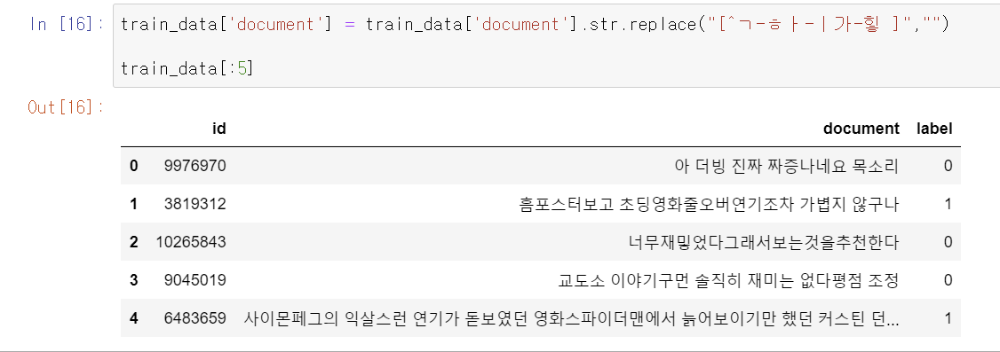 In [16]: train_data['document'] = train_data['document'].str.replace("[^ㄱ-ㅎㅏ-ㅣ가-힣 ]","")
train_data[:5]
Out[16]:
id document label
0 9976970 아 더빙 진짜 짜증나네요 목소리 0
1 3819312 흠포스터보고 초딩영화줄오버연기조차 가볍지 않구나 1
2 10265843 너무재밓었다그래서보는것을추천한다 0
3 9045019 교도소 이야기구먼 솔직히 재미는 없다평점 조정 0
4 6483659 사이몬페그의 익살스런 연기가 돋보였던 영화스파이더맨에서 늙어보이기만 했던 커스틴 던... 1